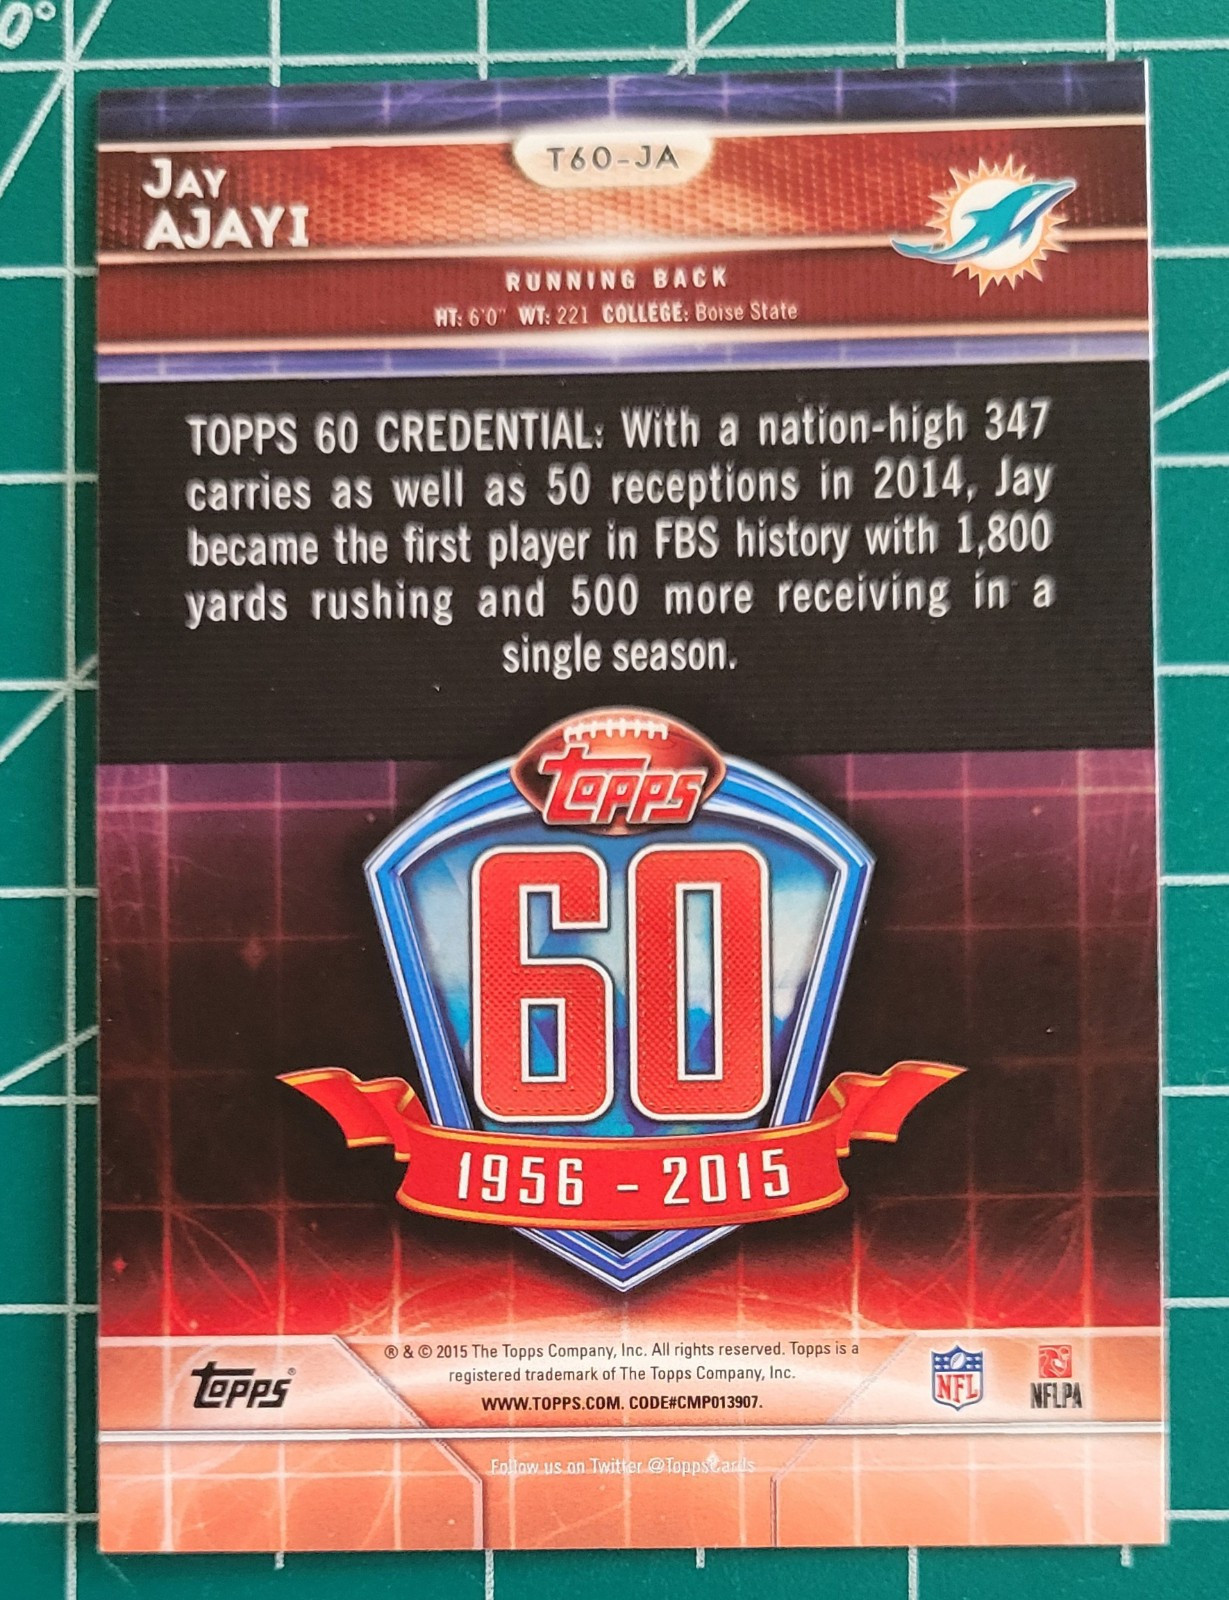 0°
T60-JA
Jay
AJAYI
RUNNING BACK
HT: 6'0" WT: 221 COLLEGE: Boise State
TOPPS 60 CREDENTIAL: With a nation-high 347
carries as well as 50 receptions in 2014, Jay
became the first player in FBS history with 1,800
yards rushing and 500 more receiving in a
single season.
Topps
60
1956 - 2015
® & © 2015 The Topps Company, Inc. All rights reserved. Topps is a
registered trademark of The Topps Company, Inc.
WWW.TOPPS.COM. CODE#CMP013907.
Topps®
NFL
NFLPA
Follow us on Twitter @ToppsCards